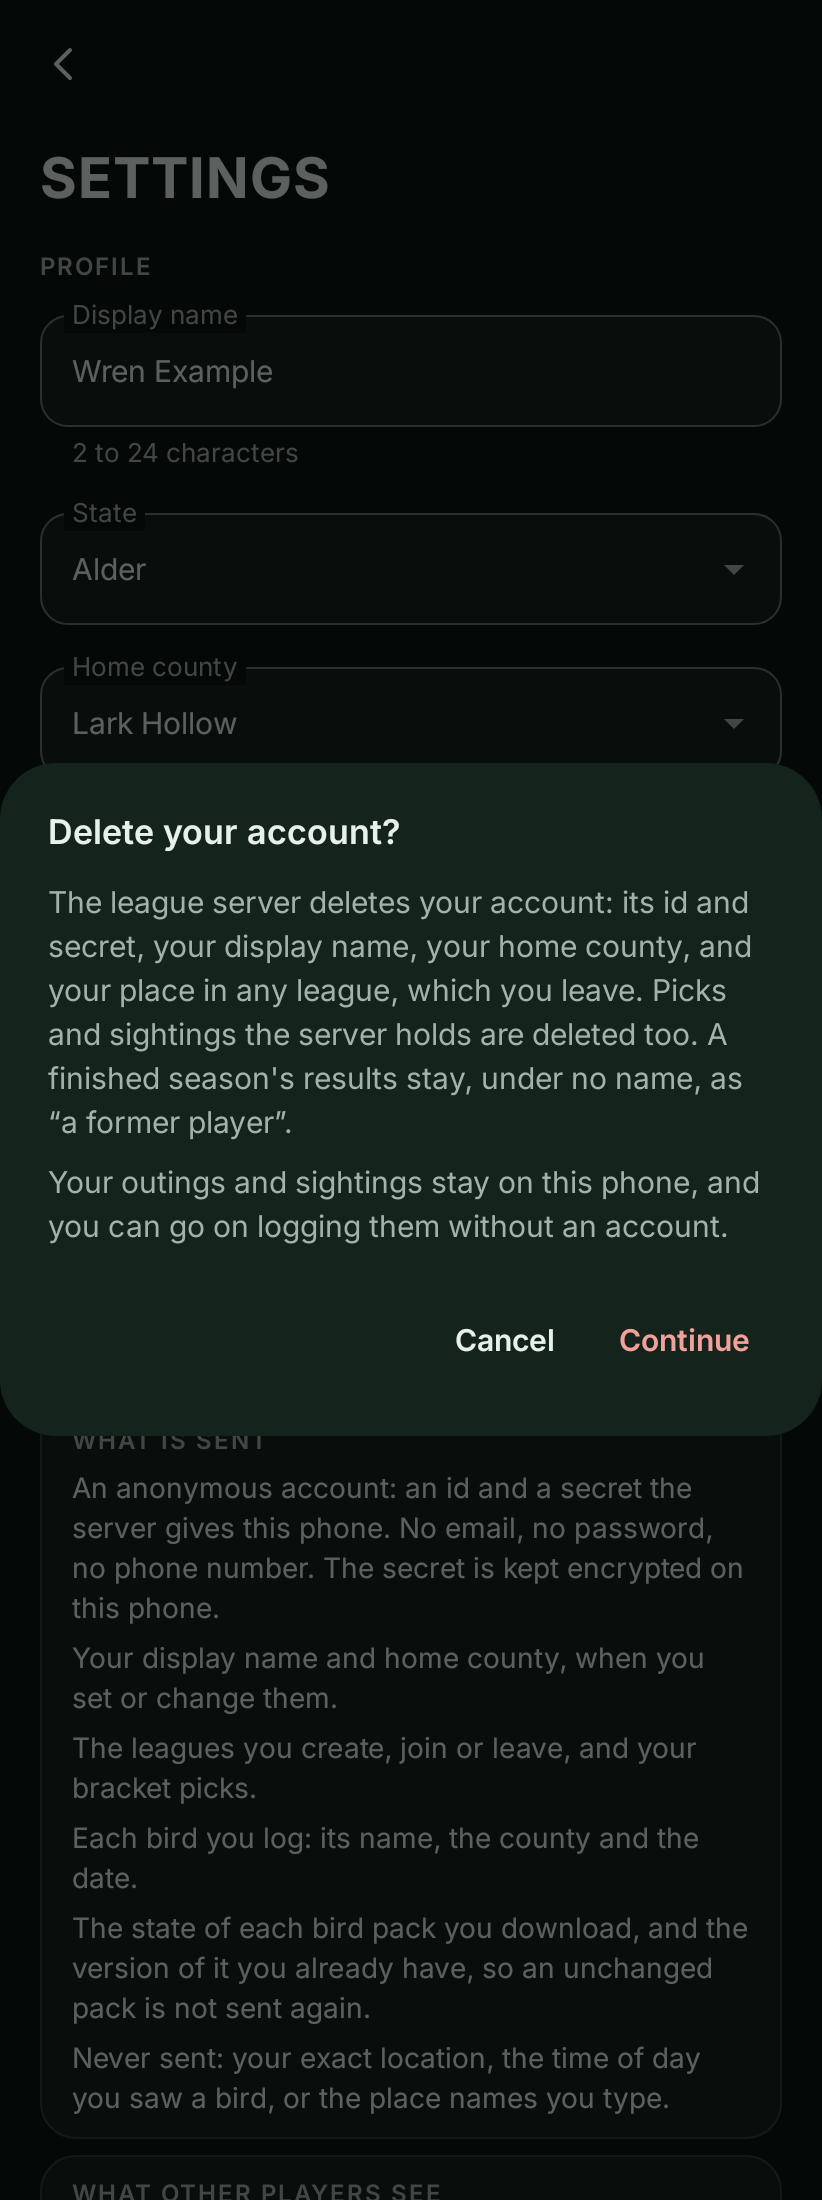 SETTINGS
PROFILE
Display name
Wren Example
2 to 24 characters
State
Alder
Home county
Lark Hollow
Delete your account?
The league server deletes your account: its id and
secret, your display name, your home county, and
your place in any league, which you leave. Picks
and sightings the server holds are deleted too. A
finished season's results stay, under no name, as
“a former player”.
Your outings and sightings stay on this phone, and
you can go on logging them without an account.
Cancel
Continue
WHAT IS SENT
An anonymous account: an id and a secret the
server gives this phone. No email, no password,
no phone number. The secret is kept encrypted on
this phone.
Your display name and home county, when you
set or change them.
The leagues you create, join or leave, and your
bracket picks.
Each bird you log: its name, the county and the
date.
The state of each bird pack you download, and the
version of it you already have, so an unchanged
pack is not sent again.
Never sent: your exact location, the time of day
you saw a bird, or the place names you type.
WHAT OTHER PLAYERS SEE